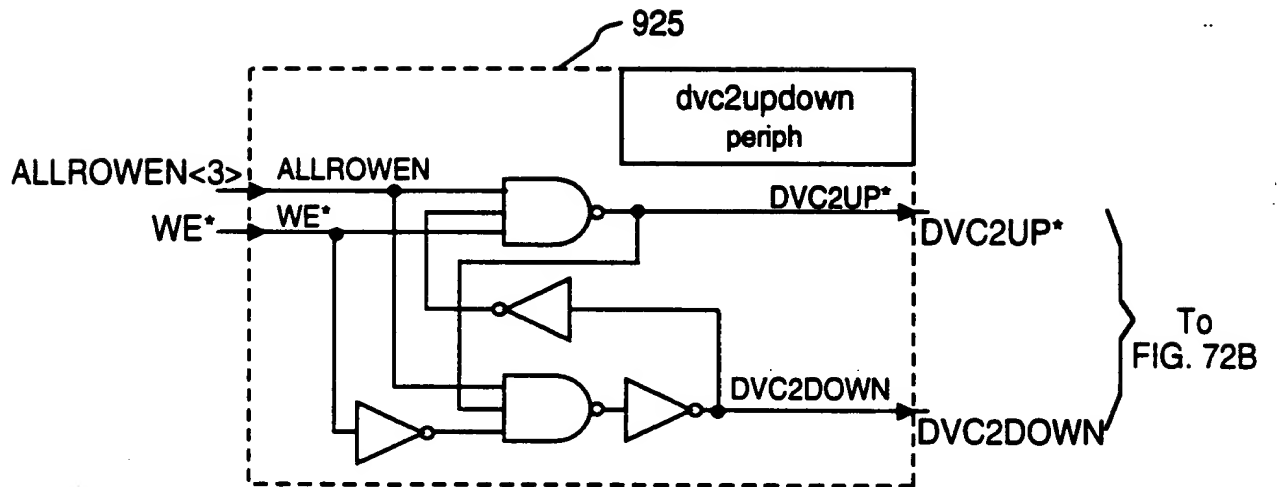 925
dvc2updown
periph
ALLROWEN<3>
ALLROWEN
WE*
WE*
DVC2UP*
DVC2UP*
To
FIG. 72B
DVC2DOWN
DVC2DOWN